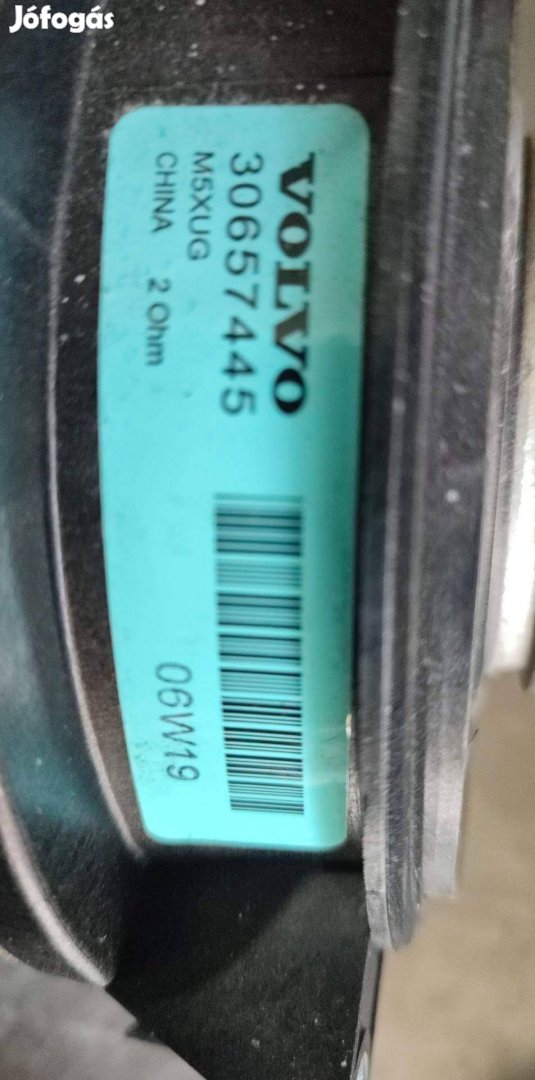 Jófogás
VOLVO
30657445
M5XUG
CHINA 2 Ohm
06W19